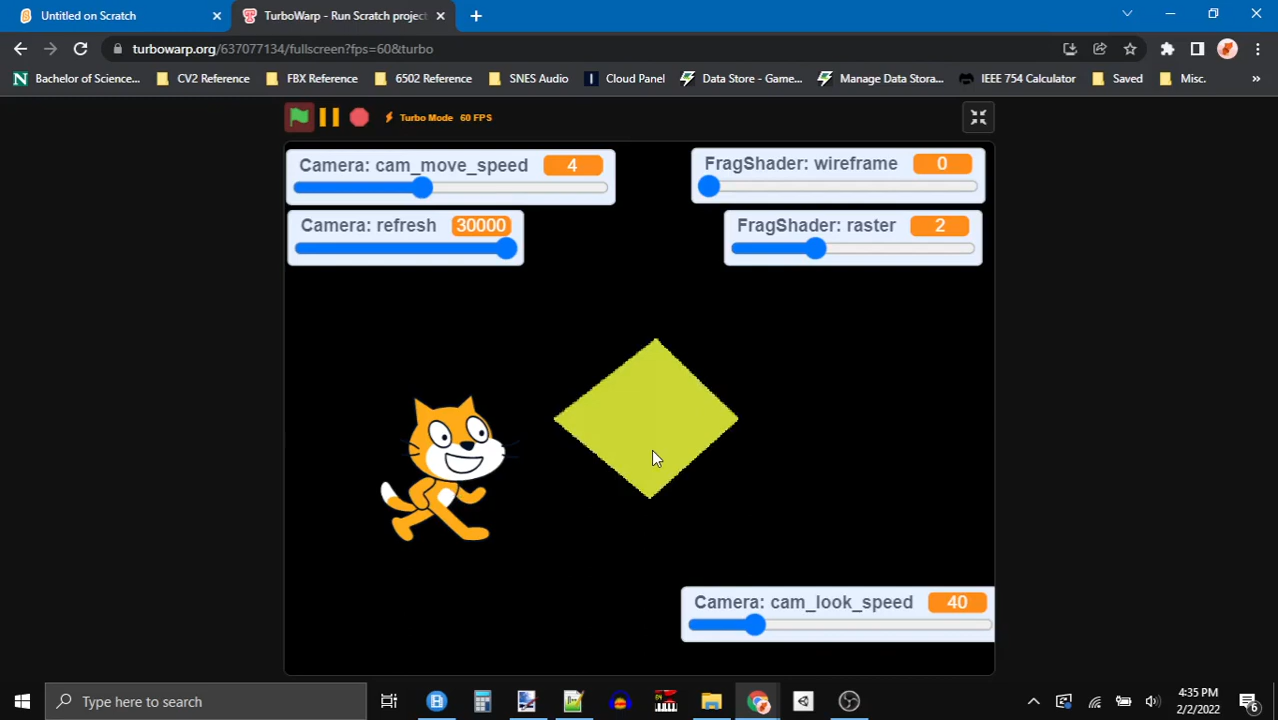 Untitled on Scratch
TurboWarp - Run Scratch project
turbowarp.org/637077134/fullscreen?fps=60&turbo
Bachelor of Science...
CV2 Reference
FBX Reference
6502 Reference
SNES Audio
Cloud Panel
Data Store - Game...
Manage Data Stora...
IEEE 754 Calculator
Saved
Misc.
»
Turbo Mode 60 FPS
Camera: cam_move_speed 4
FragShader: wireframe 0
Camera: refresh 30000
FragShader: raster 2
Camera: cam_look_speed 40
Type here to search
4:35 PM
2/2/2022
6